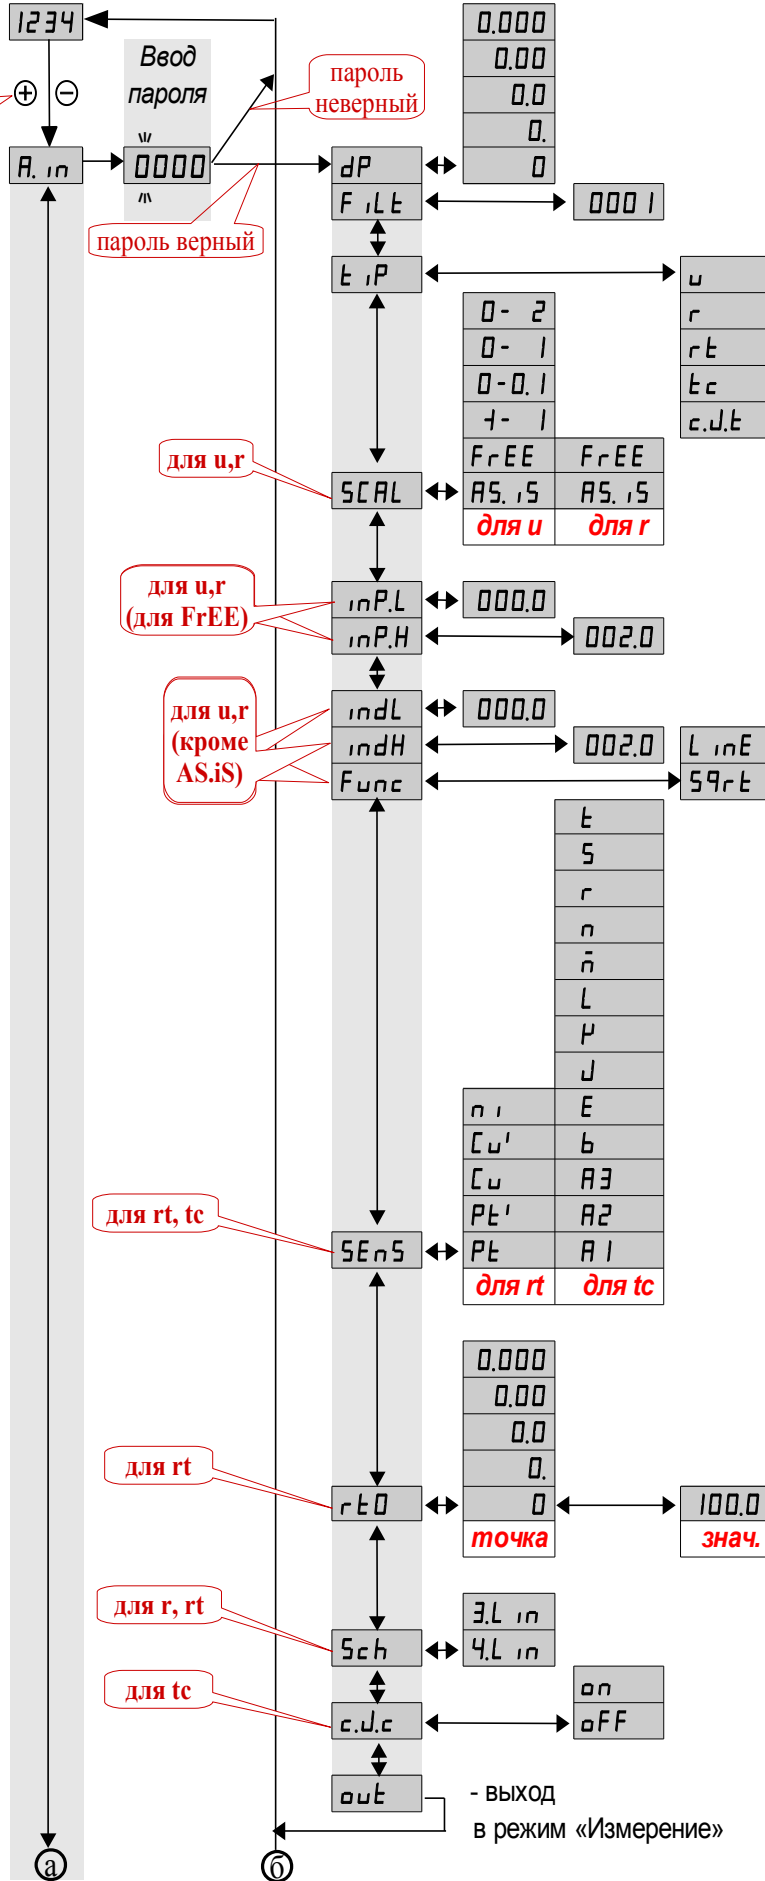 1234
0.000
Ввод
пароля
0.00
пароль
неверный
0.0
0.
A. in
0000
dP
0
FiLt
0001
пароль верный
tiP
u
r
rt
tc
c.J.t
0- 2
0- 1
0-0.1
-|- 1
для u,r
FrEE
FrEE
SCAL
AS. iS
AS. iS
для u
для r
для u,r
(для FrEE)
inP.L
000.0
inP.H
002.0
для u,r
(кроме
AS.iS)
indL
000.0
indH
002.0
LinE
Func
Sqrt
t
S
r
n
L
J
ni
E
Cu'
b
Cu
A3
Pt'
A2
для rt, tc
SEnS
Pt
A1
для rt
для tc
0.000
0.00
0.0
0.
для rt
rt0
0
100.0
точка
знач.
для r, rt
3.Lin
Sch
4.Lin
для tc
on
c.J.c
oFF
out
- выход
в режим «Измерение»
а
б